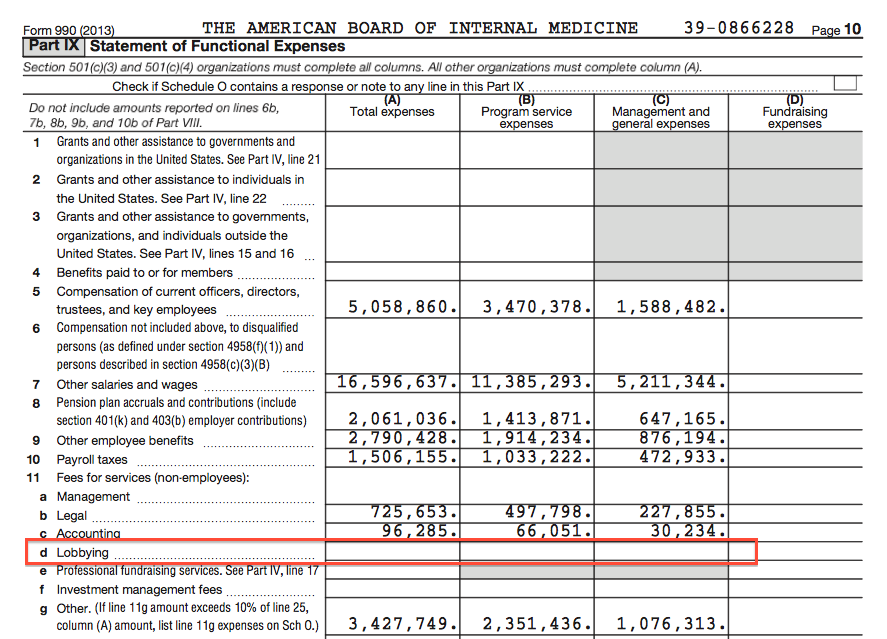 Form 990 (2013) THE AMERICAN BOARD OF INTERNAL MEDICINE 39-0866228 Page 10
Part IX Statement of Functional Expenses
Section 501(c)(3) and 501(c)(4) organizations must complete all columns. All other organizations must complete column (A).
Check if Schedule O contains a response or note to any line in this Part IX
Do not include amounts reported on lines 6b, 7b, 8b, 9b, and 10b of Part VIII.
(A) Total expenses
(B) Program service expenses
(C) Management and general expenses
(D) Fundraising expenses
1 Grants and other assistance to governments and
organizations in the United States. See Part IV, line 21
2 Grants and other assistance to individuals in
the United States. See Part IV, line 22
3 Grants and other assistance to governments,
organizations, and individuals outside the
United States. See Part IV, lines 15 and 16
4 Benefits paid to or for members
5 Compensation of current officers, directors,
trustees, and key employees 5,058,860. 3,470,378. 1,588,482.
6 Compensation not included above, to disqualified
persons (as defined under section 4958(f)(1)) and
persons described in section 4958(c)(3)(B)
7 Other salaries and wages 16,596,637. 11,385,293. 5,211,344.
8 Pension plan accruals and contributions (include
section 401(k) and 403(b) employer contributions) 2,061,036. 1,413,871. 647,165.
9 Other employee benefits 2,790,428. 1,914,234. 876,194.
10 Payroll taxes 1,506,155. 1,033,222. 472,933.
11 Fees for services (non-employees):
a Management
b Legal 725,653. 497,798. 227,855.
c Accounting 96,285. 66,051. 30,234.
d Lobbying
e Professional fundraising services. See Part IV, line 17
f Investment management fees
g Other. (If line 11g amount exceeds 10% of line 25,
column (A) amount, list line 11g expenses on Sch O.) 3,427,749. 2,351,436. 1,076,313.